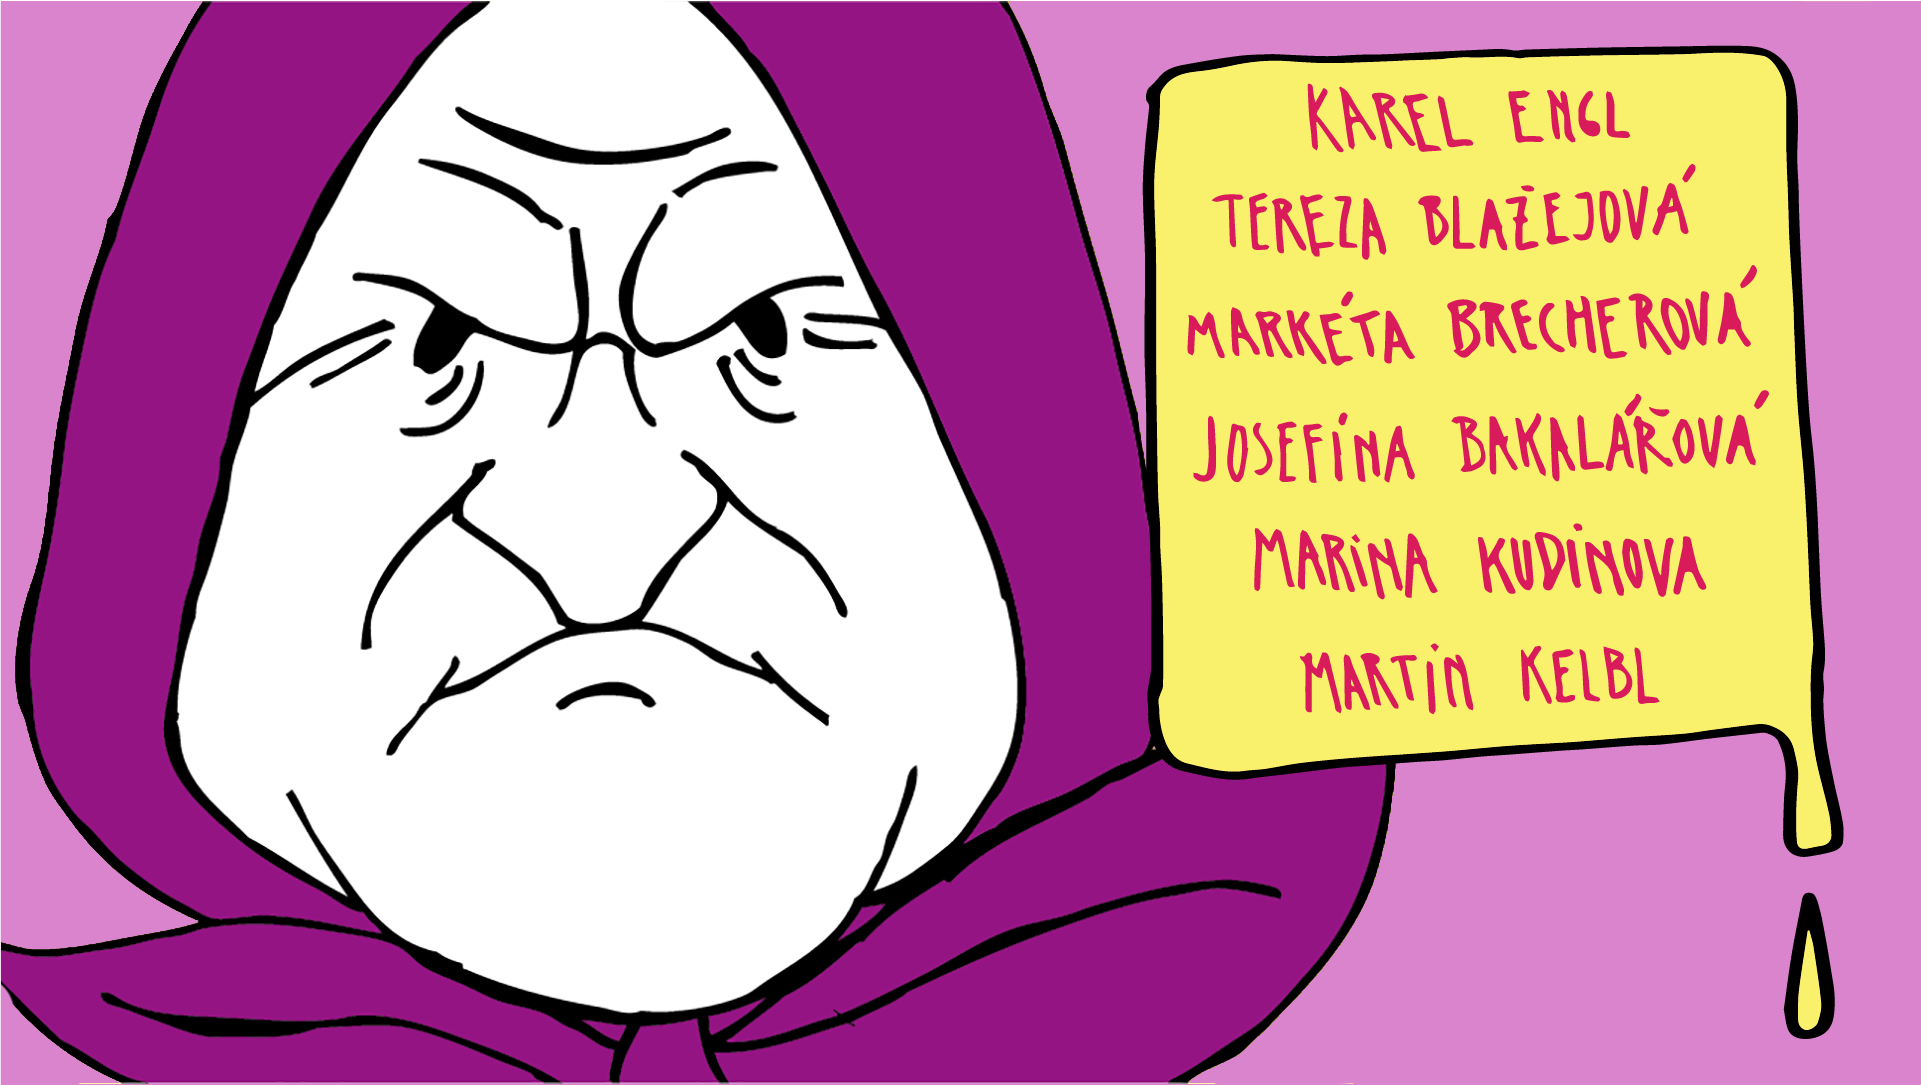 KAREL ENGL
TEREZA BLAŽEJOVÁ
MARKÉTA BRECHEROVÁ
JOSEFÍNA BAKALÁŘOVÁ
MARINA KUDINOVA
MARTIN KELBL